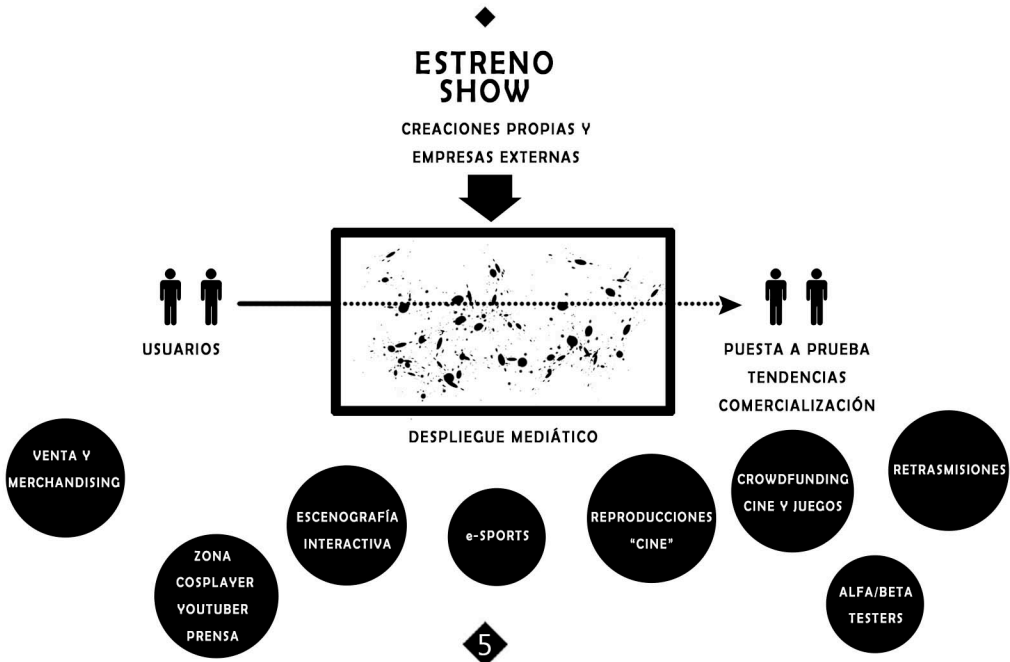 ESTRENO
SHOW
CREACIONES PROPIAS Y
EMPRESAS EXTERNAS
USUARIOS
PUESTA A PRUEBA
TENDENCIAS
COMERCIALIZACIÓN
DESPLIEGUE MEDIÁTICO
VENTA Y
MERCHANDISING
ZONA
COSPLAYER
YOUTUBER
PRENSA
ESCENOGRAFÍA
INTERACTIVA
e-SPORTS
REPRODUCCIONES
“CINE”
CROWDFUNDING
CINE Y JUEGOS
ALFA/BETA
TESTERS
RETRASMISIONES
5